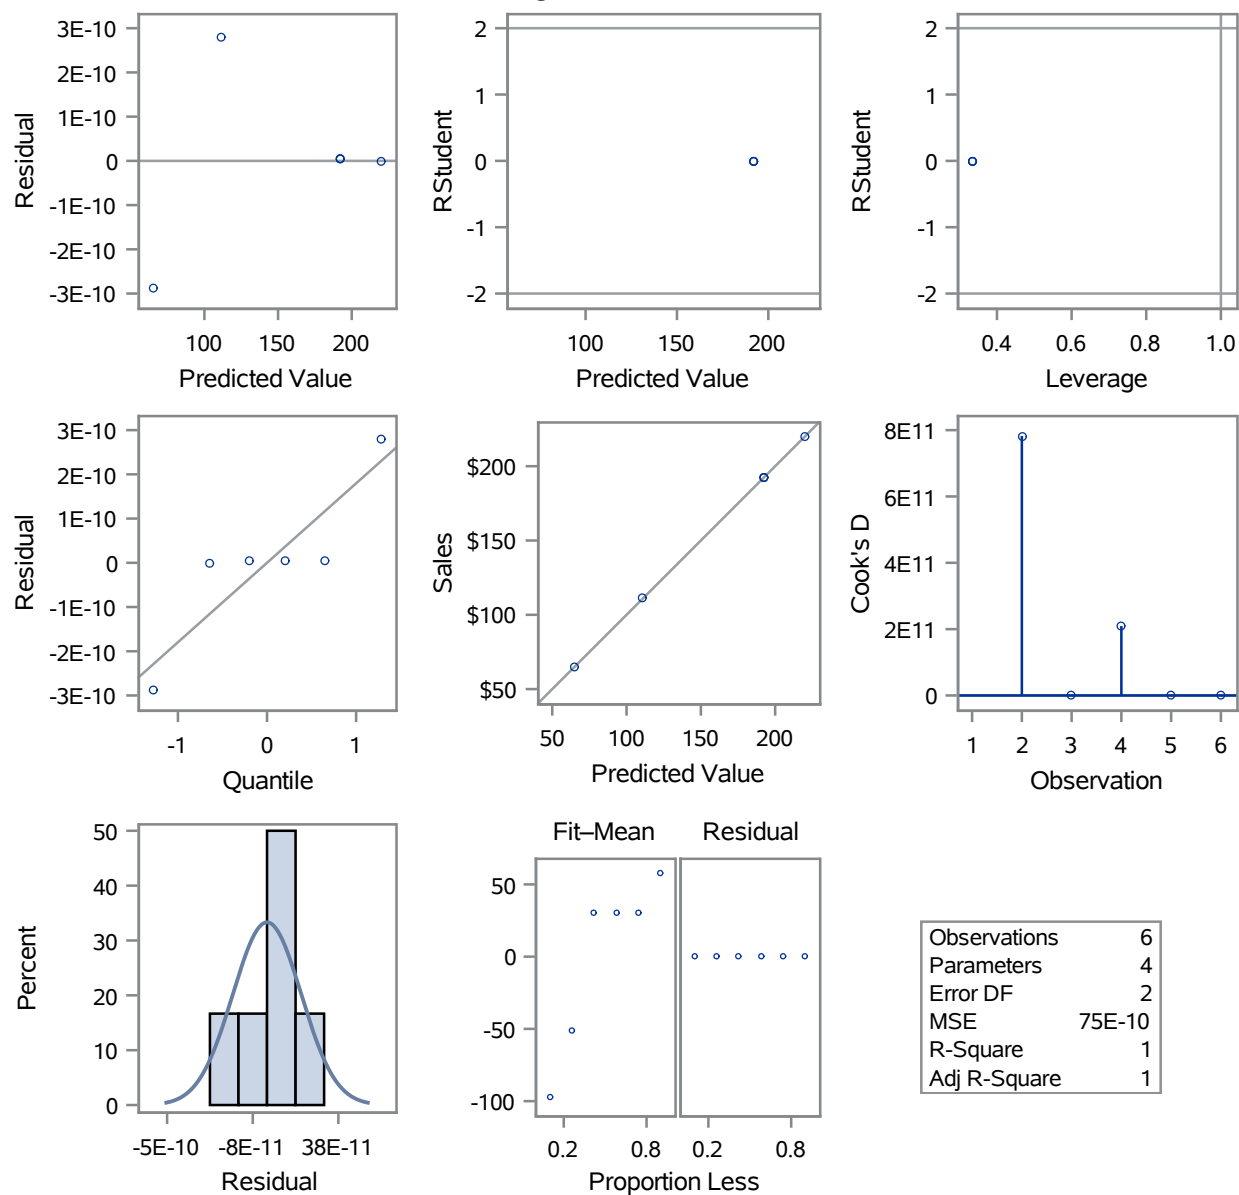 3E-10
2E-10
1E-10
0
-1E-10
-2E-10
-3E-10
Residual
100 150 200
Predicted Value
2
1
0
-1
-2
RStudent
100 150 200
Predicted Value
2
1
0
-1
-2
RStudent
0.4 0.6 0.8 1.0
Leverage
3E-10
2E-10
1E-10
0
-1E-10
-2E-10
-3E-10
Residual
-1 0 1
Quantile
$200
$150
$100
$50
Sales
50 100 150 200
Predicted Value
8E11
6E11
4E11
2E11
0
Cook's D
1 2 3 4 5 6
Observation
50
40
30
20
10
0
Percent
-5E-10 -8E-11 38E-11
Residual
Fit–Mean Residual
50
0
-50
-100
0.2 0.8 0.2 0.8
Proportion Less
Observations 6
Parameters 4
Error DF 2
MSE 75E-10
R-Square 1
Adj R-Square 1